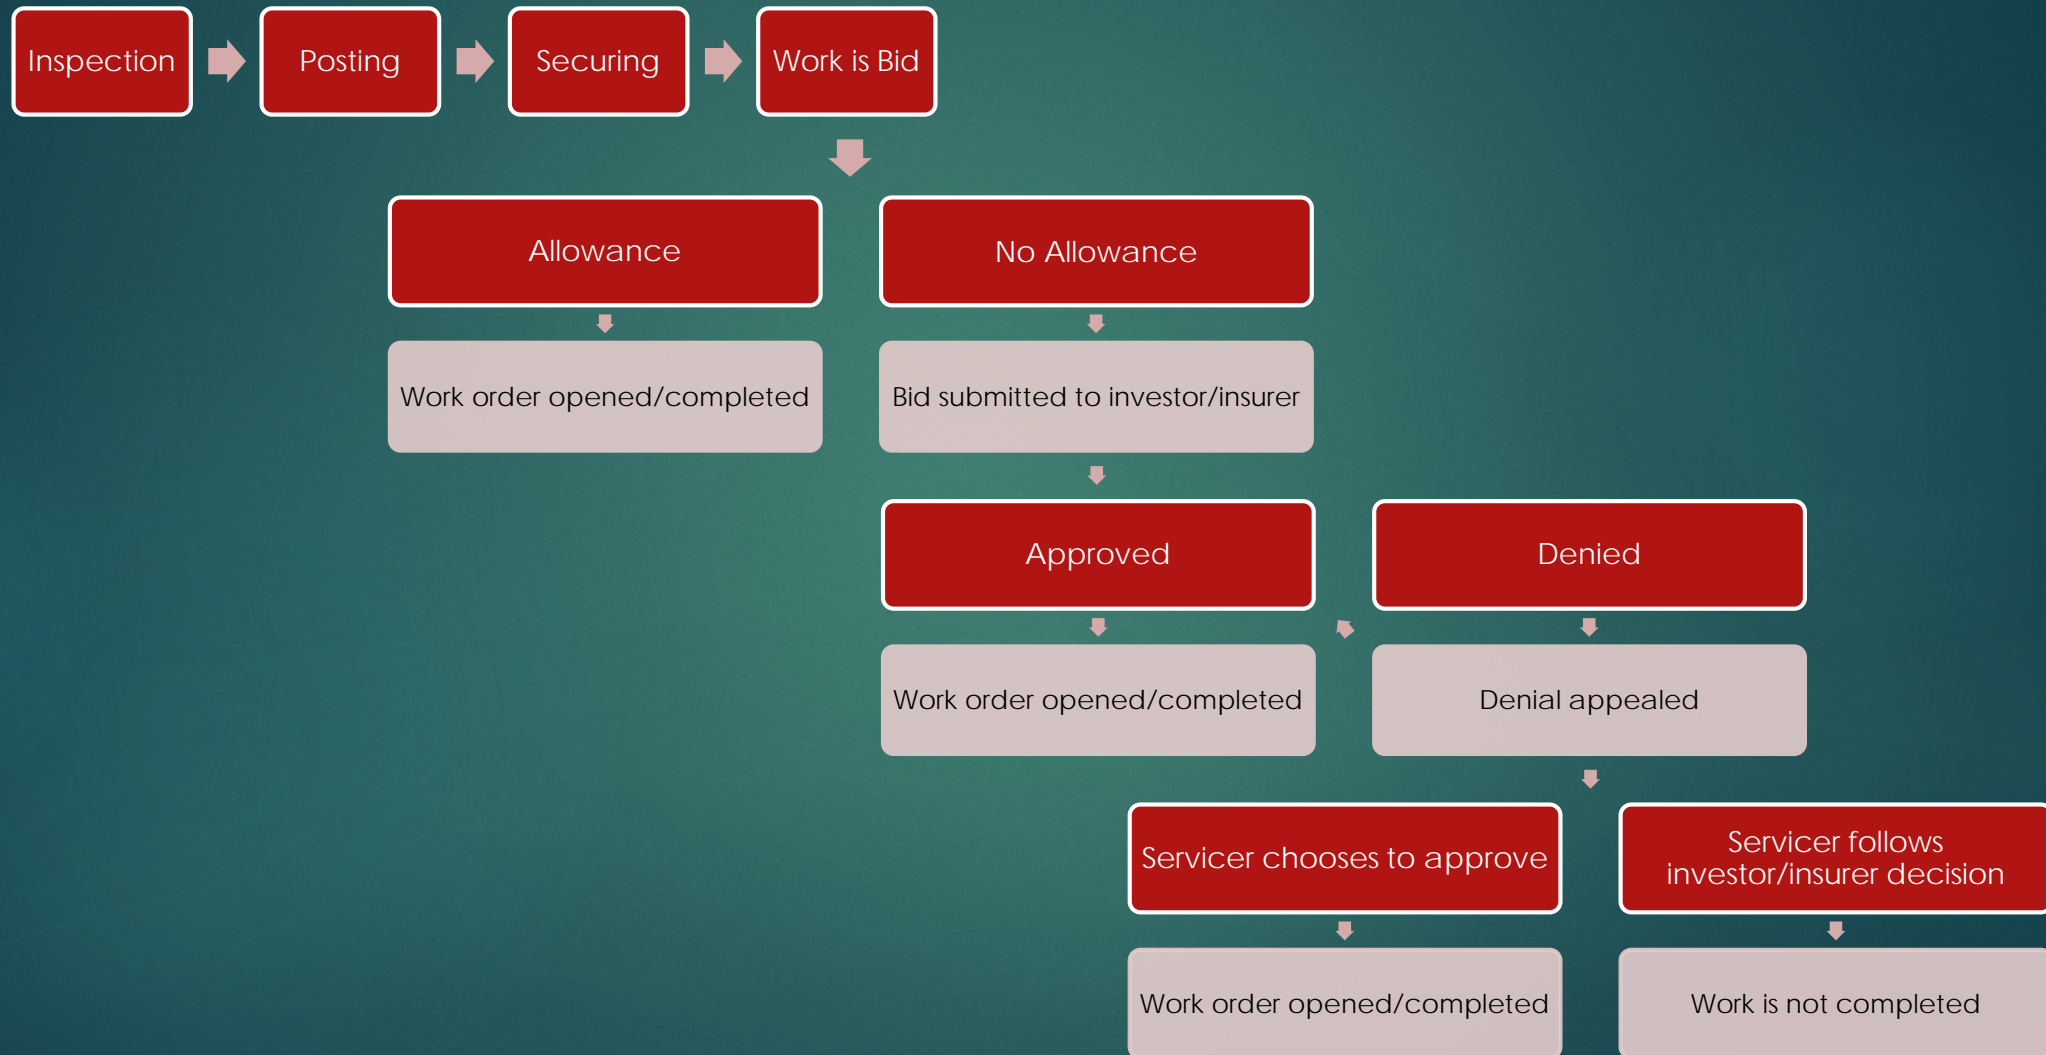 Inspection
Posting
Securing
Work is Bid
Allowance
No Allowance
Work order opened/completed
Bid submitted to investor/insurer
Approved
Denied
Work order opened/completed
Denial appealed
Servicer chooses to approve
Servicer follows
investor/insurer decision
Work order opened/completed
Work is not completed